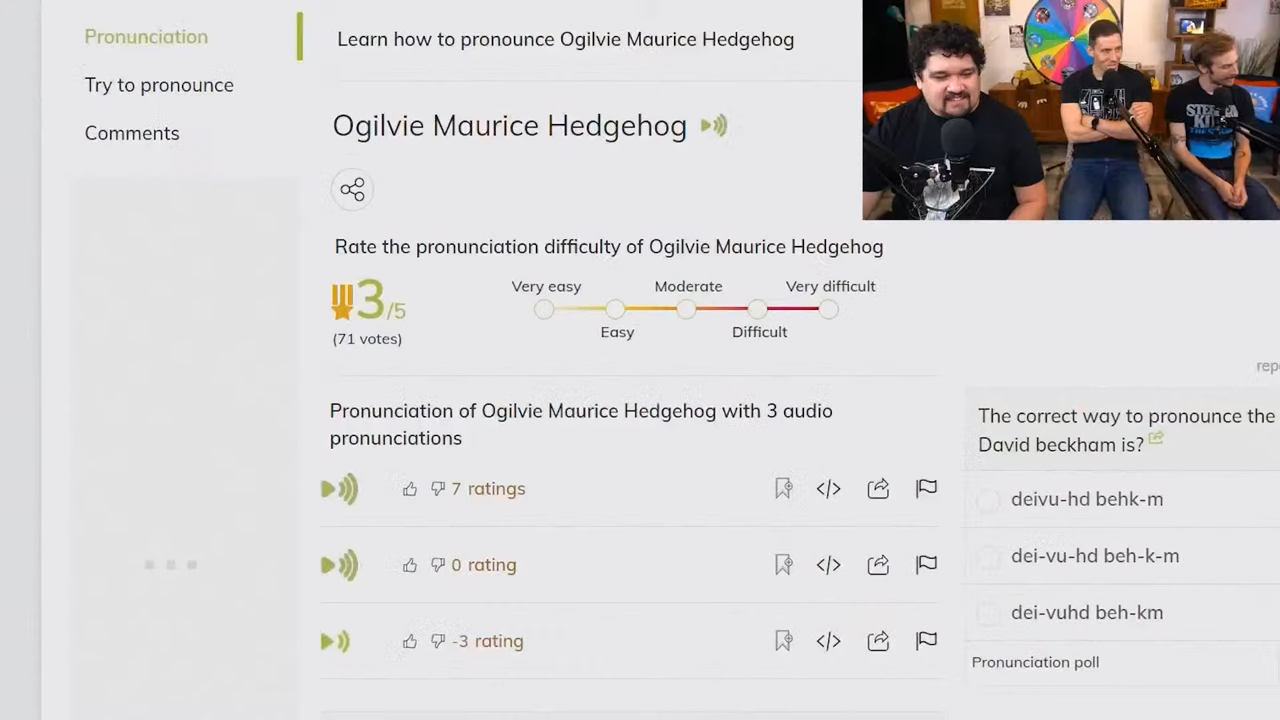 Pronunciation
Try to pronounce
Comments
Learn how to pronounce Ogilvie Maurice Hedgehog
Ogilvie Maurice Hedgehog
Rate the pronunciation difficulty of Ogilvie Maurice Hedgehog
3/5
(71 votes)
Very easy
Easy
Moderate
Difficult
Very difficult
Pronunciation of Ogilvie Maurice Hedgehog with 3 audio
pronunciations
7 ratings
0 rating
-3 rating
The correct way to pronounce the
David beckham is?
deivu-hd behk-m
dei-vu-hd beh-k-m
dei-vuhd beh-km
Pronunciation poll